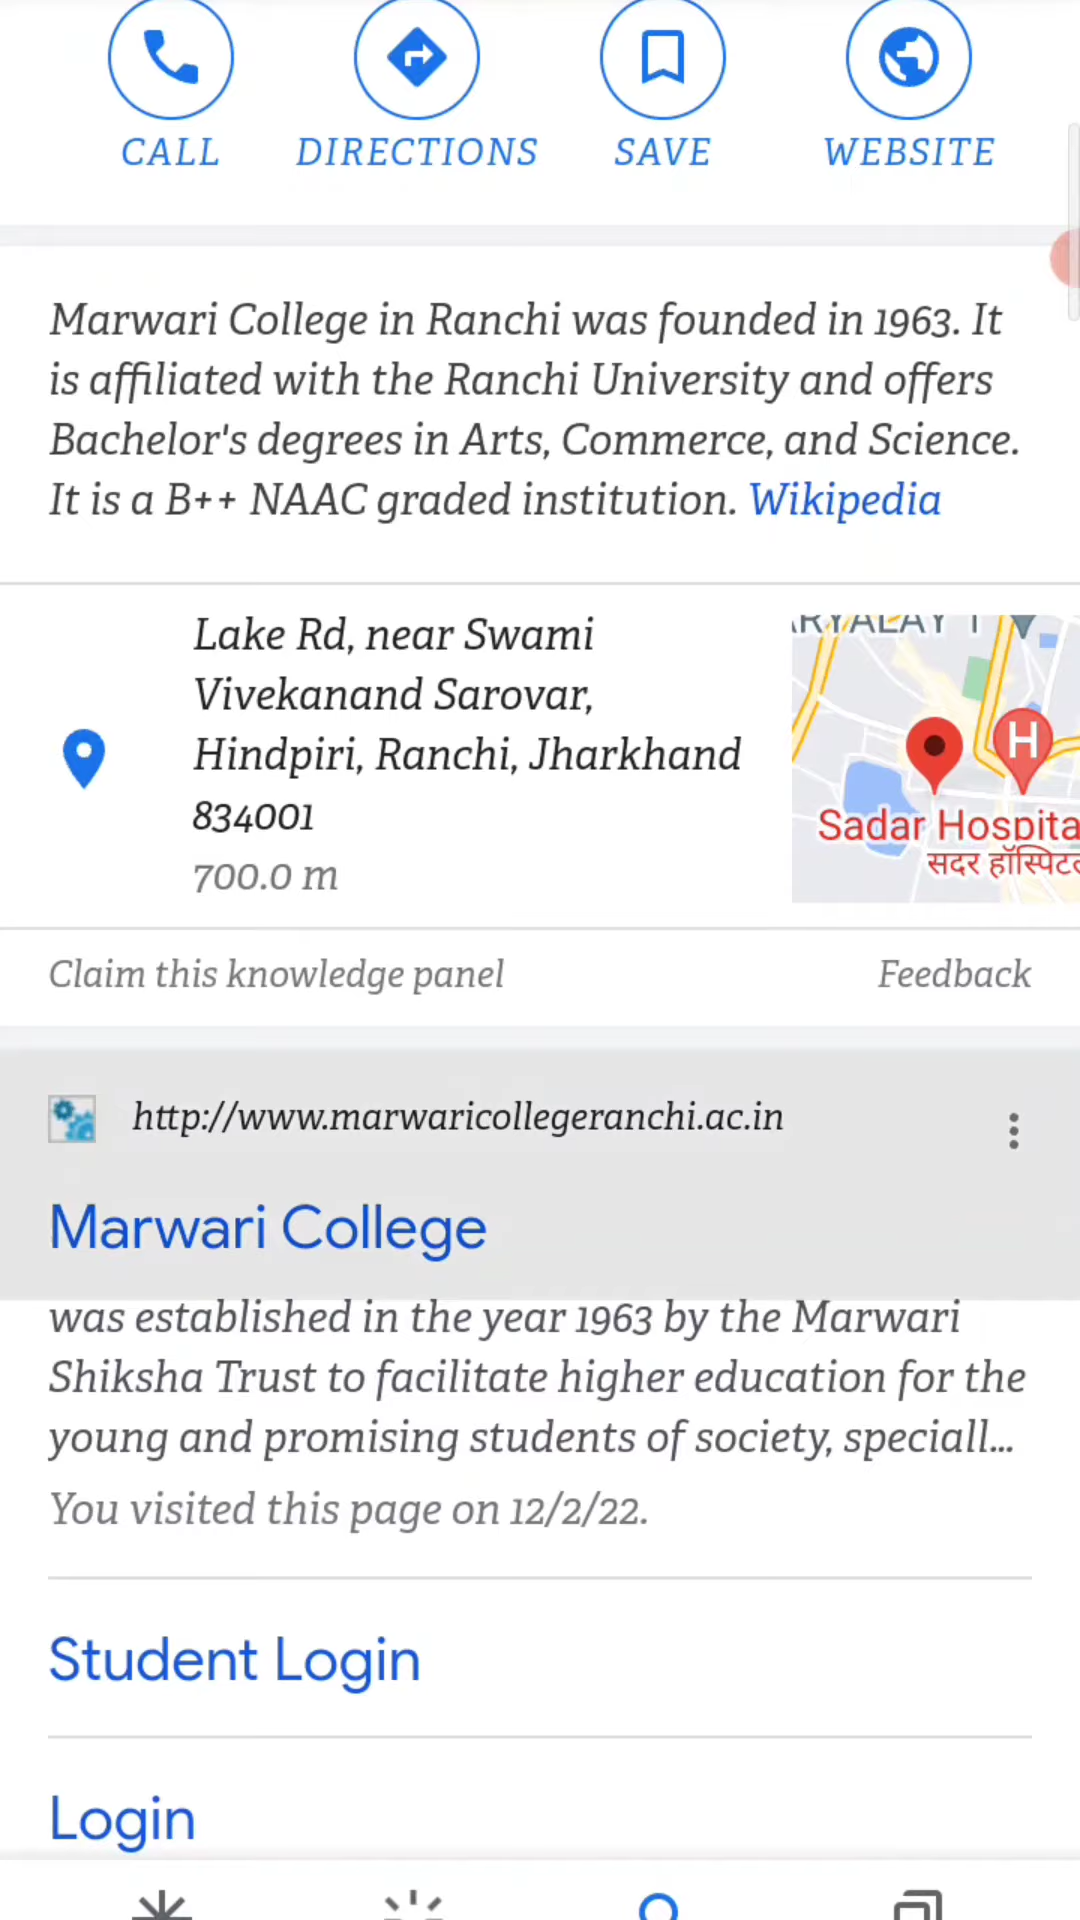 CALL DIRECTIONS SAVE WEBSITE
Marwari College in Ranchi was founded in 1963. It
is affiliated with the Ranchi University and offers
Bachelor's degrees in Arts, Commerce, and Science.
It is a B++ NAAC graded institution. Wikipedia
Lake Rd, near Swami
Vivekanand Sarovar,
Hindpiri, Ranchi, Jharkhand
834001
700.0 m
H
Sadar Hospita
सदर हॉस्पिटल
Claim this knowledge panel
Feedback
http://www.marwaricollegeranchi.ac.in
Marwari College
was established in the year 1963 by the Marwari
Shiksha Trust to facilitate higher education for the
young and promising students of society, speciall...
You visited this page on 12/2/22.
Student Login
Login